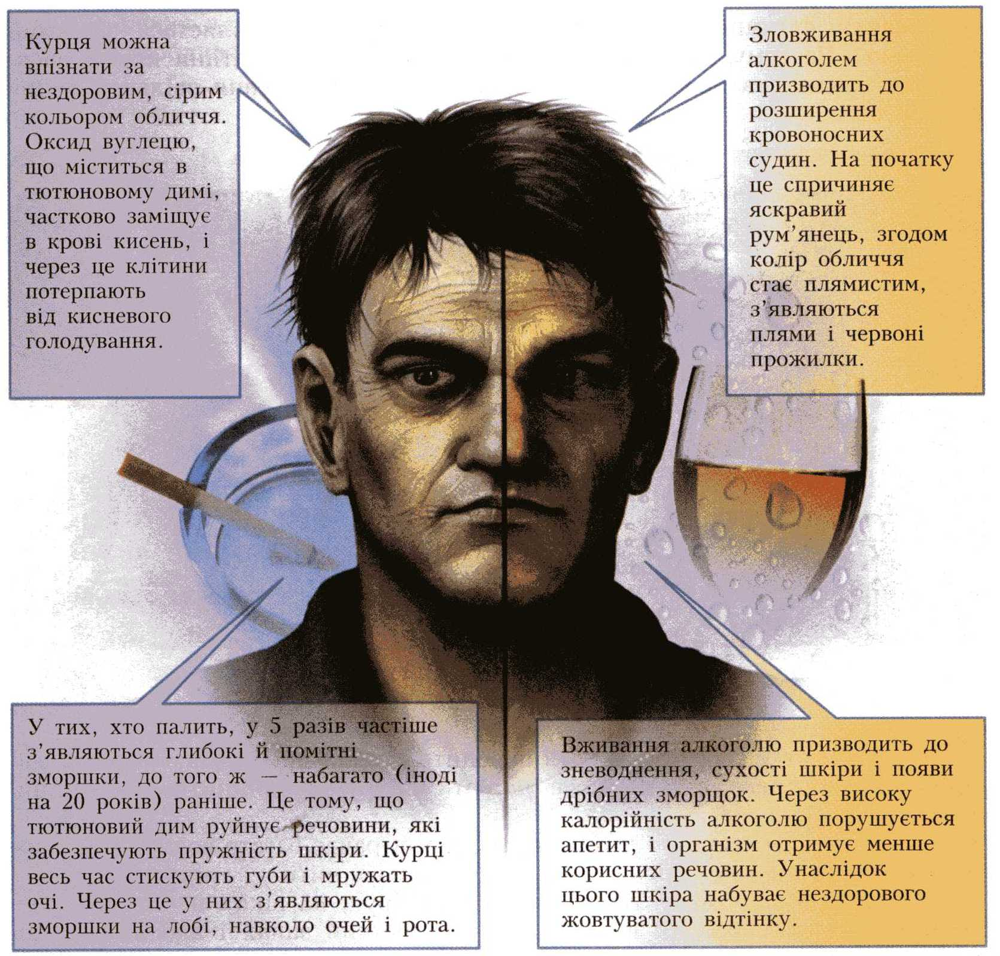 Курця можна
впізнати за
нездоровим, сірим
кольором обличчя.
Оксид вуглецю,
що міститься в
тютюновому димі,
частково заміщує
в крові кисень, і
через це клітини
потерпають
від кисневого
голодування.
Зловживання
алкоголем
призводить до
розширення
кровоносних
судин. На початку
це спричиняє
яскравий
рум’янець, згодом
колір обличчя
стає плямистим,
з’являються
плями і червоні
прожилки.
У тих, хто палить, у 5 разів частіше
з’являються глибокі й помітні
зморшки, до того ж — набагато (іноді
на 20 років) раніше. Це тому, що
тютюновий дим руйнує речовини, які
забезпечують пружність шкіри. Курці
весь час стискують губи і мружать
очі. Через це у них з’являються
зморшки на лобі, навколо очей і рота.
Вживання алкоголю призводить до
зневоднення, сухості шкіри і появи
дрібних зморщок. Через високу
калорійність алкоголю порушується
апетит, і організм отримує менше
корисних речовин. Унаслідок
цього шкіра набуває нездорового
жовтуватого відтінку.